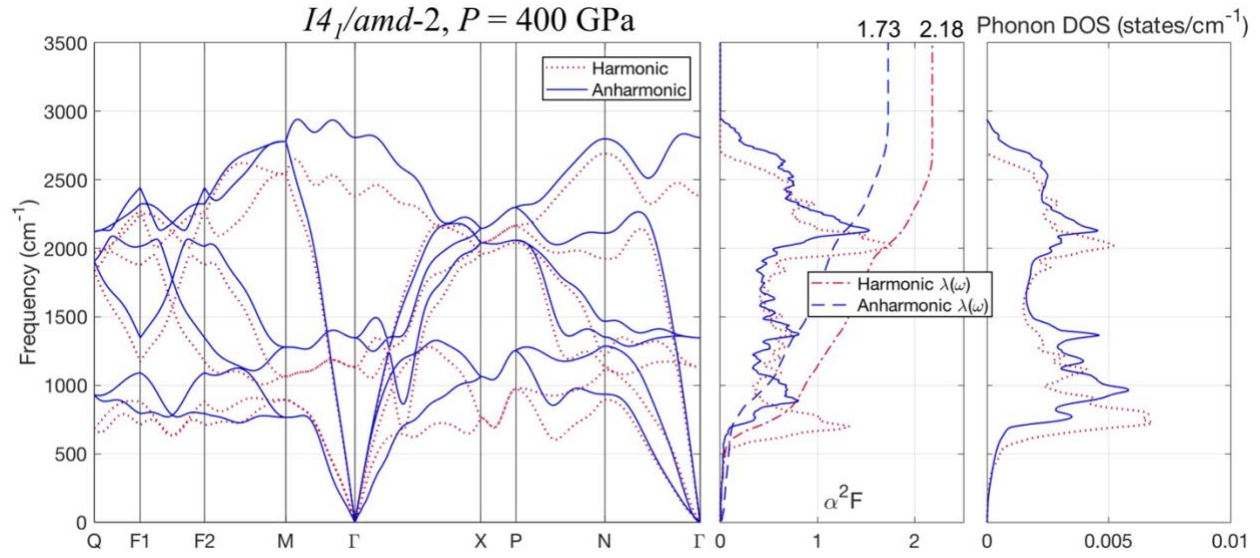 I4₁/amd-2, P = 400 GPa
1.73 2.18 Phonon DOS (states/cm⁻¹)
3500
3000
2500
2000
1500
1000
500
0
Frequency (cm⁻¹)
Harmonic
Anharmonic
Q F1 F2 M Γ X P N Γ
Harmonic λ(ω)
Anharmonic λ(ω)
α²F
0 1 2
0 0.005 0.01